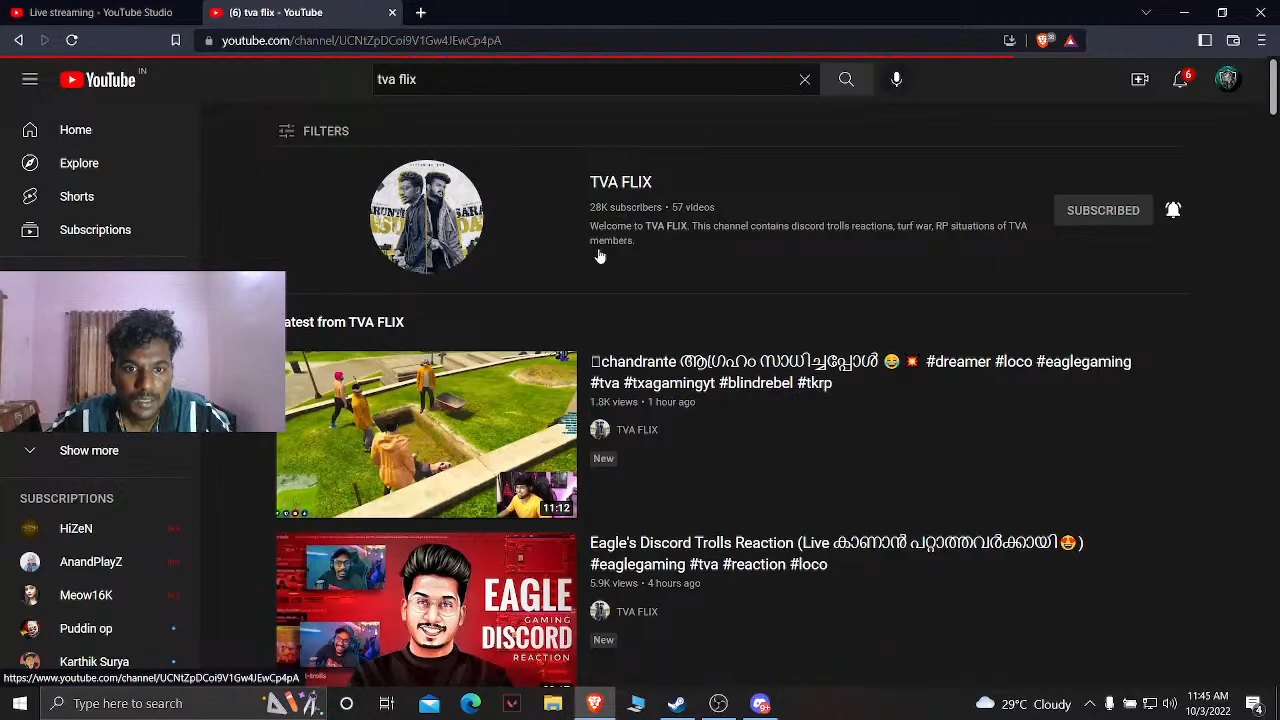 Live streaming - YouTube Studio
(6) tva flix - YouTube
youtube.com/channel/UCNtZpDCoi9V1Gw4JEwCp4pA
YouTube IN
tva flix
6
Home
Explore
Shorts
Subscriptions
FILTERS
TVA FLIX
28K subscribers • 57 videos
Welcome to TVA FLIX. This channel contains discord trolls reactions, turf war, RP situations of TVA
members.
SUBSCRIBED
atest from TVA FLIX
chandrante 😂 💥 #dreamer #loco #eaglegaming
#tva #txagamingyt #blindrebel #tkrp
1.8K views • 1 hour ago
TVA FLIX
New
11:12
Show more
SUBSCRIPTIONS
HiZeN
AnandPlayZ
Meow16K
Puddin op
Karthik Surya
Eagle's Discord Trolls Reaction (Live കാണാൻ പറ്റാത്തവർക്കായി🤩)
#eaglegaming #tva #reaction #loco
5.9K views • 4 hours ago
TVA FLIX
New
EAGLE
GAMING
DISCORD
REACTION
https://www.youtube.com/channel/UCNtZpDCoi9V1Gw4JEwCp4pA
Type here to search
29°C Cloudy
11:45 AM
10/3/2022